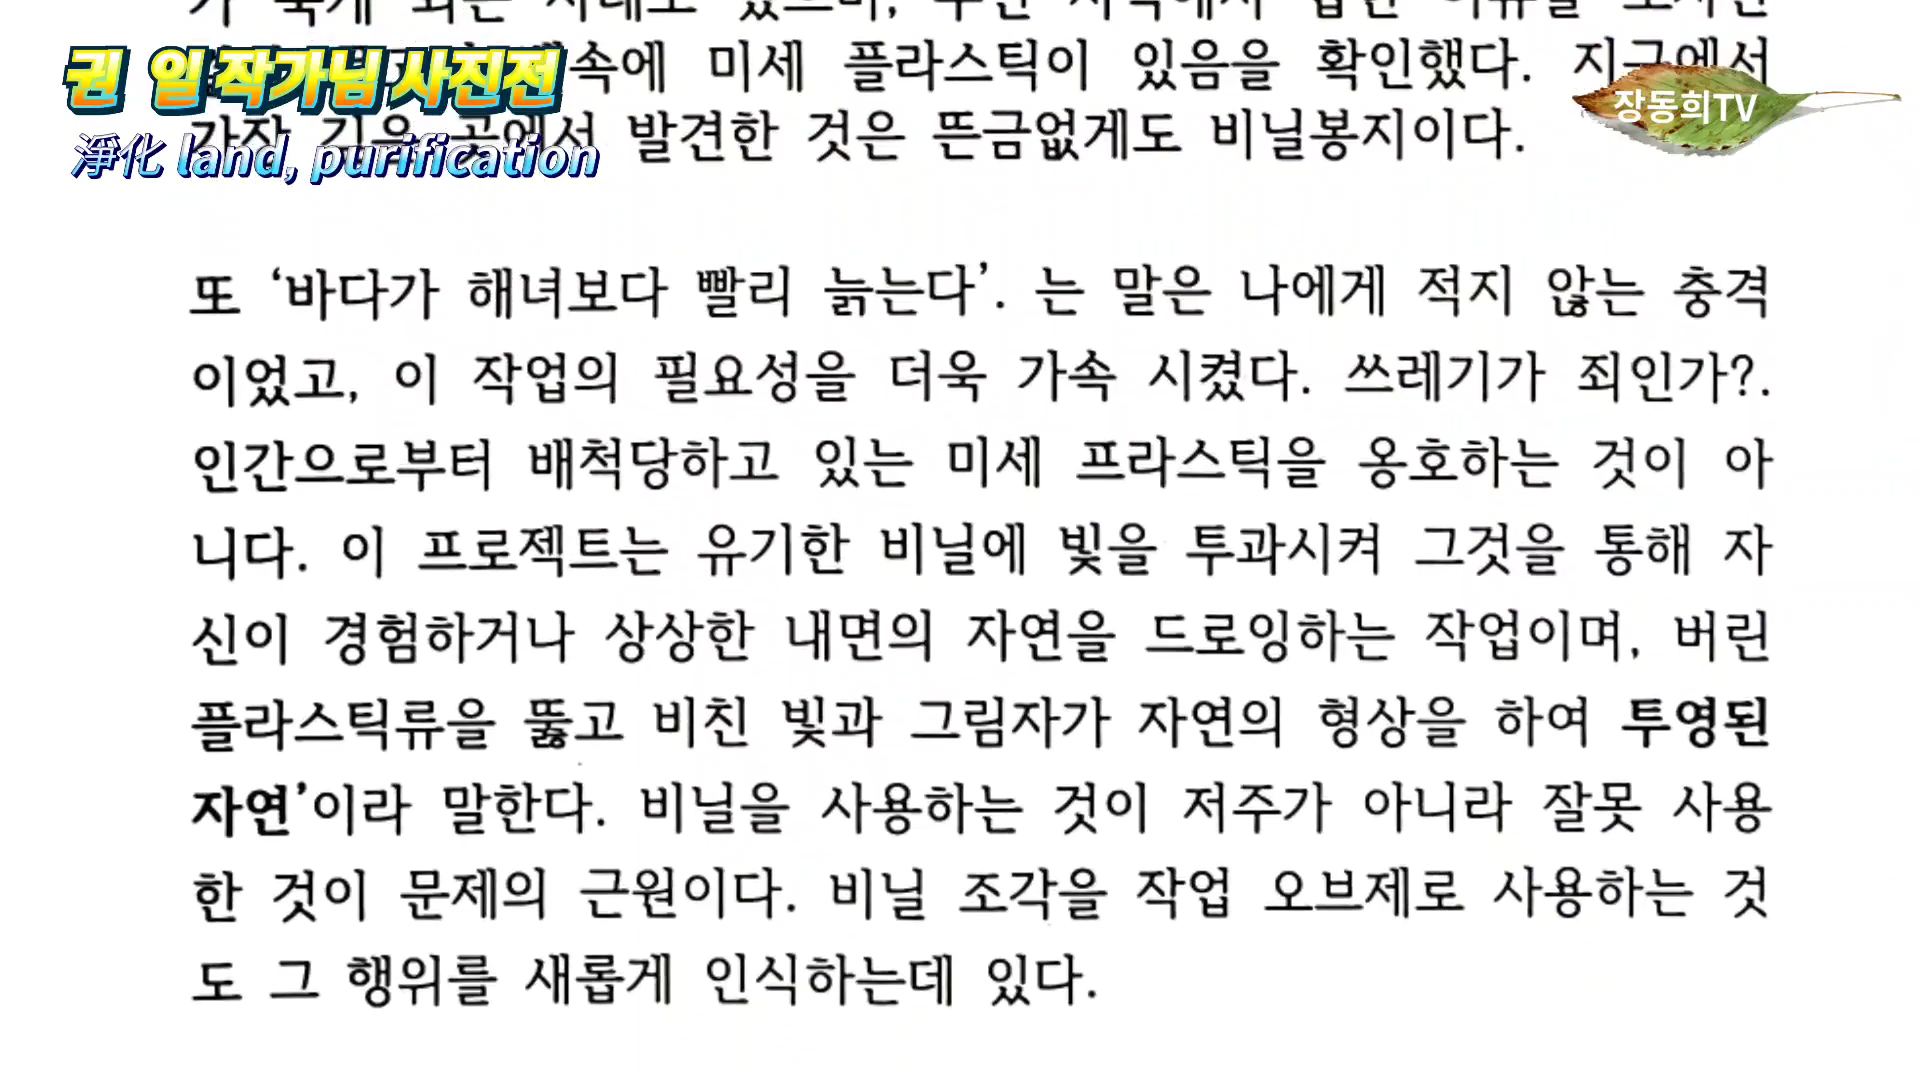 권 일 작가님 사진전
淨化 land, purification
장동희TV
속에 미세 플라스틱이 있음을 확인했다. 지구에서
가장 깊은 곳에서 발견한 것은 뜬금없게도 비닐봉지이다.
또 ‘바다가 해녀보다 빨리 늙는다’. 는 말은 나에게 적지 않는 충격
이었고, 이 작업의 필요성을 더욱 가속 시켰다. 쓰레기가 죄인가?.
인간으로부터 배척당하고 있는 미세 프라스틱을 옹호하는 것이 아
니다. 이 프로젝트는 유기한 비닐에 빛을 투과시켜 그것을 통해 자
신이 경험하거나 상상한 내면의 자연을 드로잉하는 작업이며, 버린
플라스틱류을 뚫고 비친 빛과 그림자가 자연의 형상을 하여 투영된
자연’이라 말한다. 비닐을 사용하는 것이 저주가 아니라 잘못 사용
한 것이 문제의 근원이다. 비닐 조각을 작업 오브제로 사용하는 것
도 그 행위를 새롭게 인식하는데 있다.